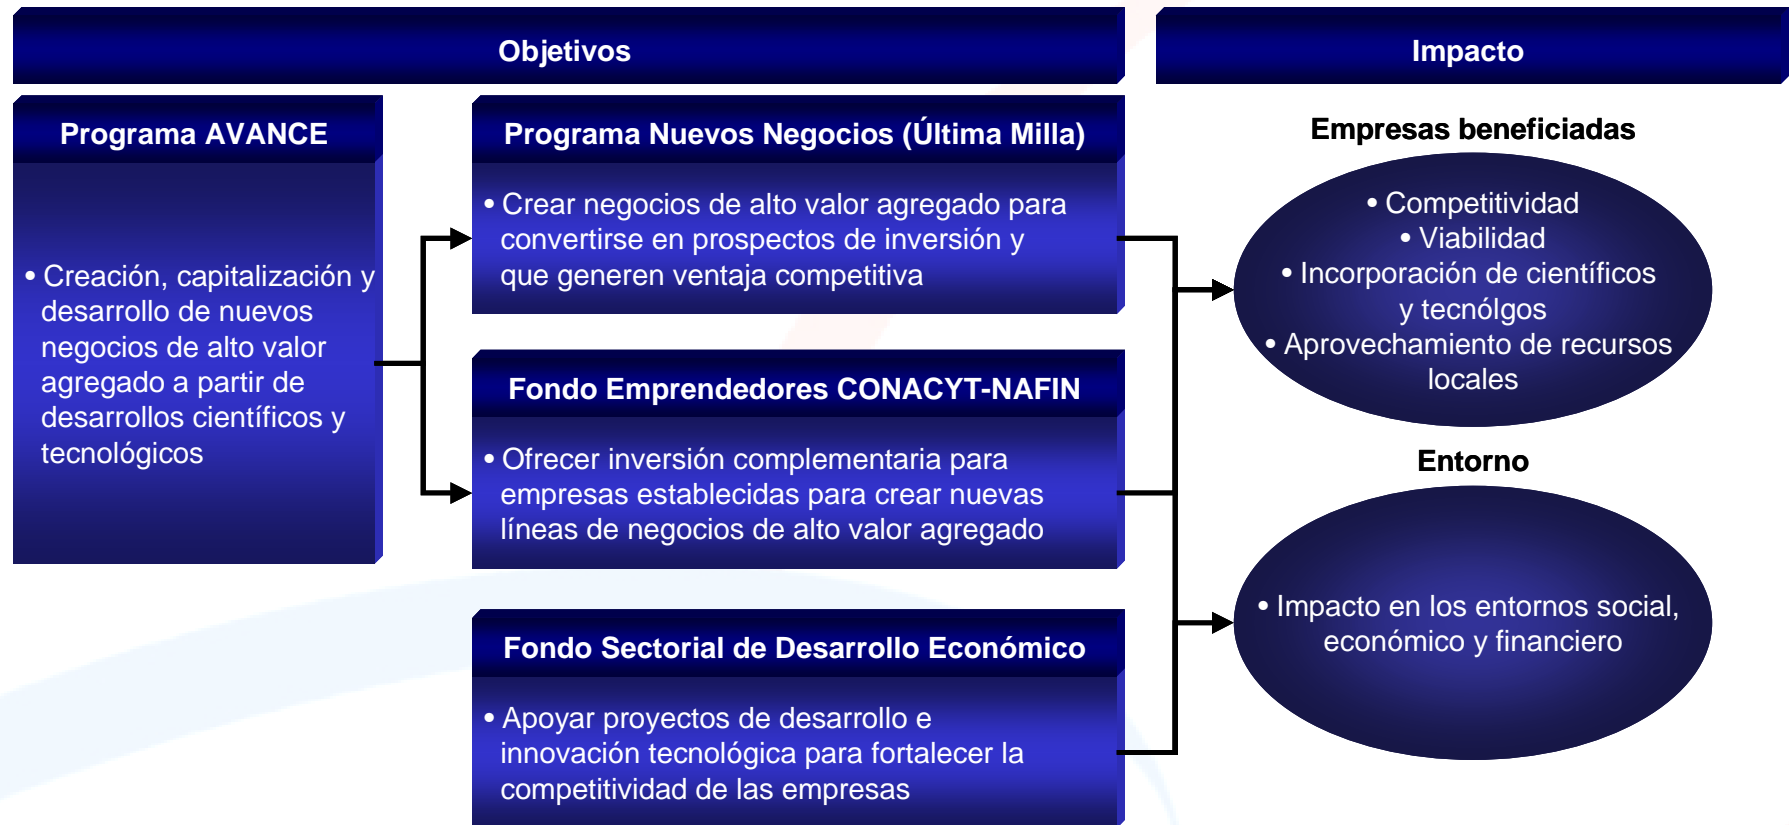 Objetivos
Impacto
Programa AVANCE
• Creación, capitalización y
desarrollo de nuevos
negocios de alto valor
agregado a partir de
desarrollos científicos y
tecnológicos
Programa Nuevos Negocios (Última Milla)
• Crear negocios de alto valor agregado para
convertirse en prospectos de inversión y
que generen ventaja competitiva
Fondo Emprendedores CONACYT-NAFIN
• Ofrecer inversión complementaria para
empresas establecidas para crear nuevas
líneas de negocios de alto valor agregado
Fondo Sectorial de Desarrollo Económico
• Apoyar proyectos de desarrollo e
innovación tecnológica para fortalecer la
competitividad de las empresas
Empresas beneficiadas
• Competitividad
• Viabilidad
• Incorporación de científicos
y tecnólgos
• Aprovechamiento de recursos
locales
Entorno
• Impacto en los entornos social,
económico y financiero